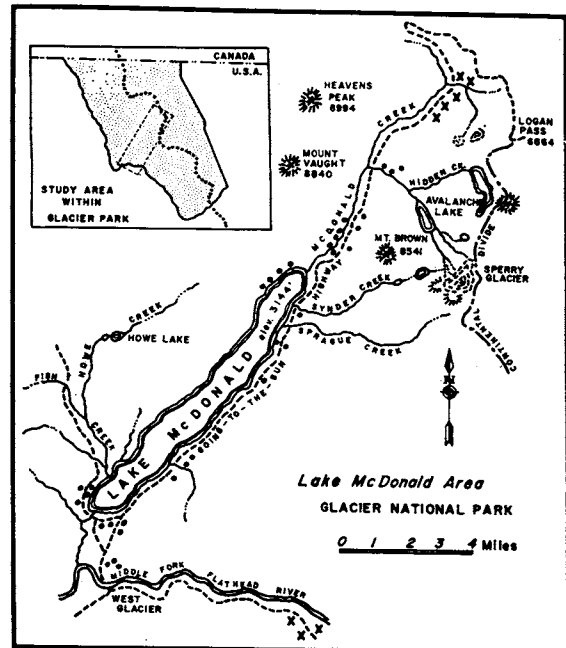 CANADA
U.S.A.
STUDY AREA
WITHIN
GLACIER PARK
HEAVENS
PEAK
8994
MOUNT
VAUGHT
8840
CREEK
MCDONALD
LOGAN
PASS
6664
HIDDEN CK.
AVALANCHE
LAKE
MT. BROWN
8541
DIVIDE
CONTINENTAL
SPERRY
GLACIER
SYNDER CREEK
SPRAGUE CREEK
GOING-TO-THE-SUN HIGHWAY
HOWE CREEK
HOWE LAKE
FISH CREEK
LAKE MCDONALD elev. 3144'
N
Lake McDonald Area
GLACIER NATIONAL PARK
0 1 2 3 4 Miles
MIDDLE FORK FLATHEAD RIVER
WEST
GLACIER
X X X X
X X X